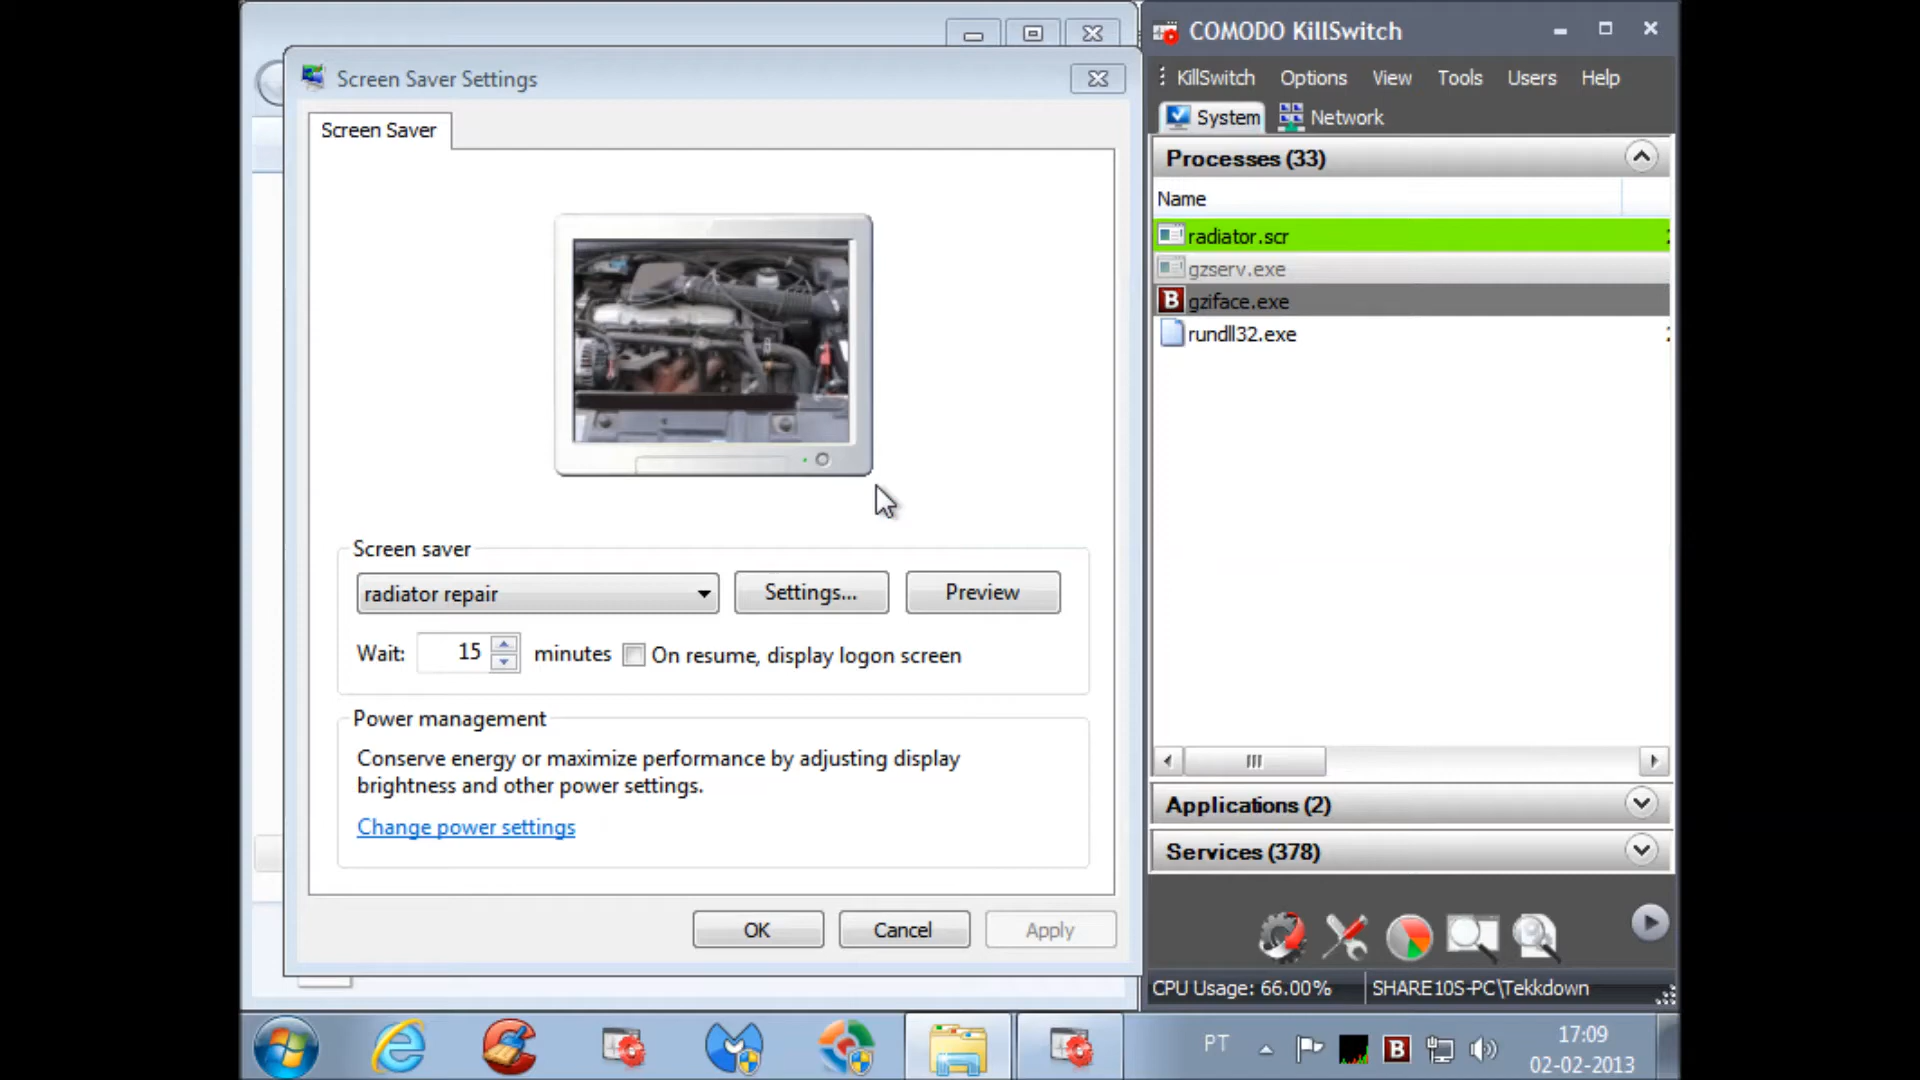 Screen Saver Settings
Screen Saver
Screen saver
radiator repair
Settings...
Preview
Wait:
15
minutes
On resume, display logon screen
Power management
Conserve energy or maximize performance by adjusting display
brightness and other power settings.
Change power settings
OK
Cancel
Apply
COMODO KillSwitch
KillSwitch
Options
View
Tools
Users
Help
System
Network
Processes (33)
Name
radiator.scr
gzserv.exe
B
gziface.exe
rundll32.exe
Applications (2)
Services (378)
CPU Usage: 66.00%
SHARE10S-PC\Tekkdown
PT
B
17:09
02-02-2013